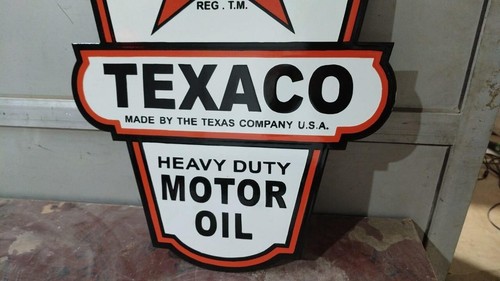 REG . T.M.
TEXACO
MADE BY THE TEXAS COMPANY U.S.A.
HEAVY DUTY
MOTOR
OIL